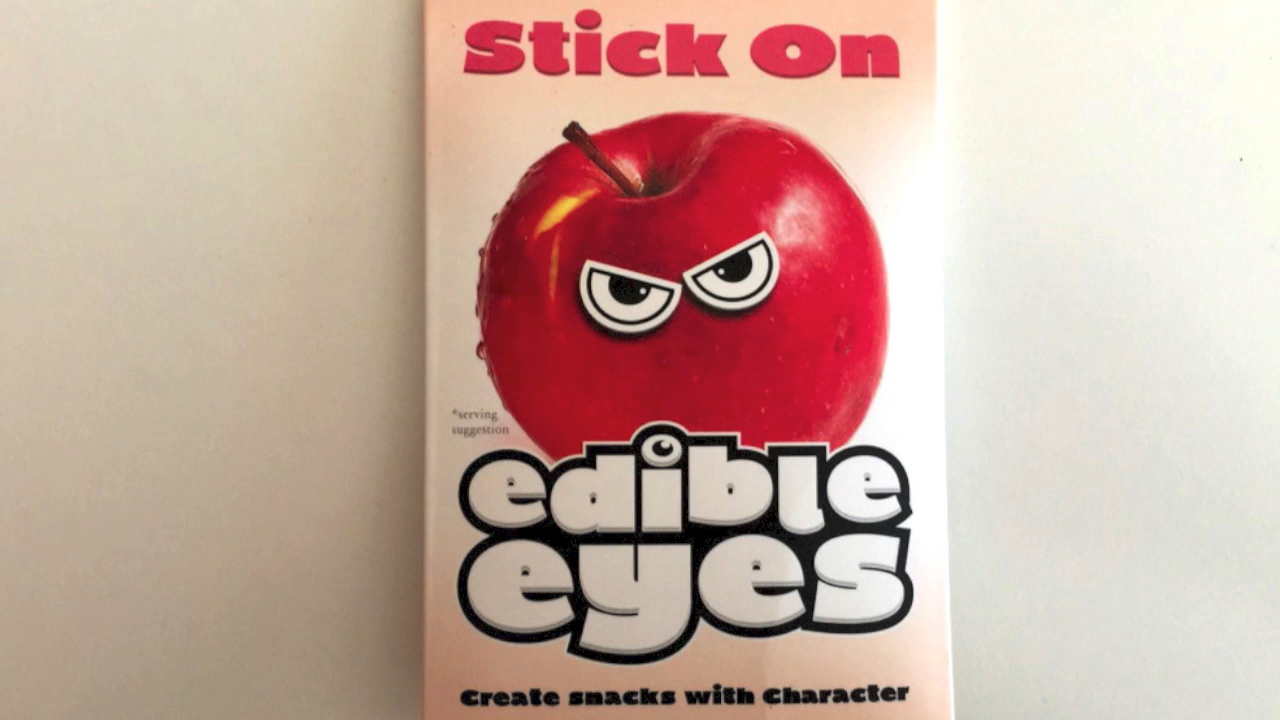 Stick On
*serving
suggestion
edible
eyes
Create snacks with Character